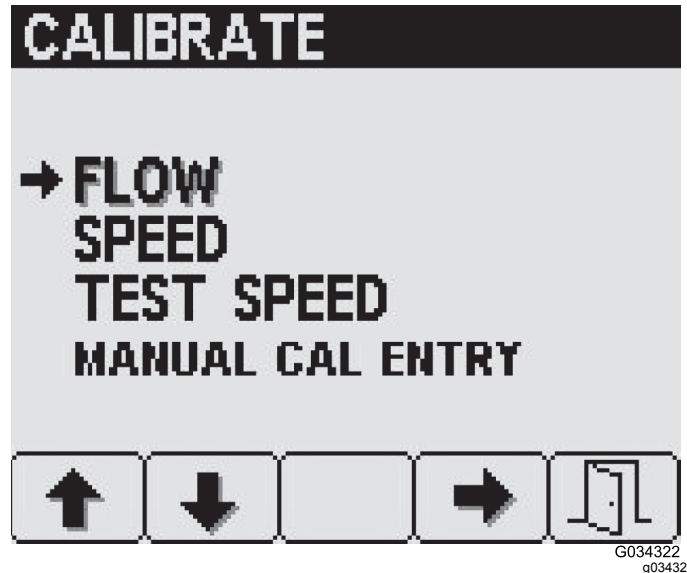 CALIBRATE
FLOW
SPEED
TEST SPEED
MANUAL CAL ENTRY
G034322
g03432